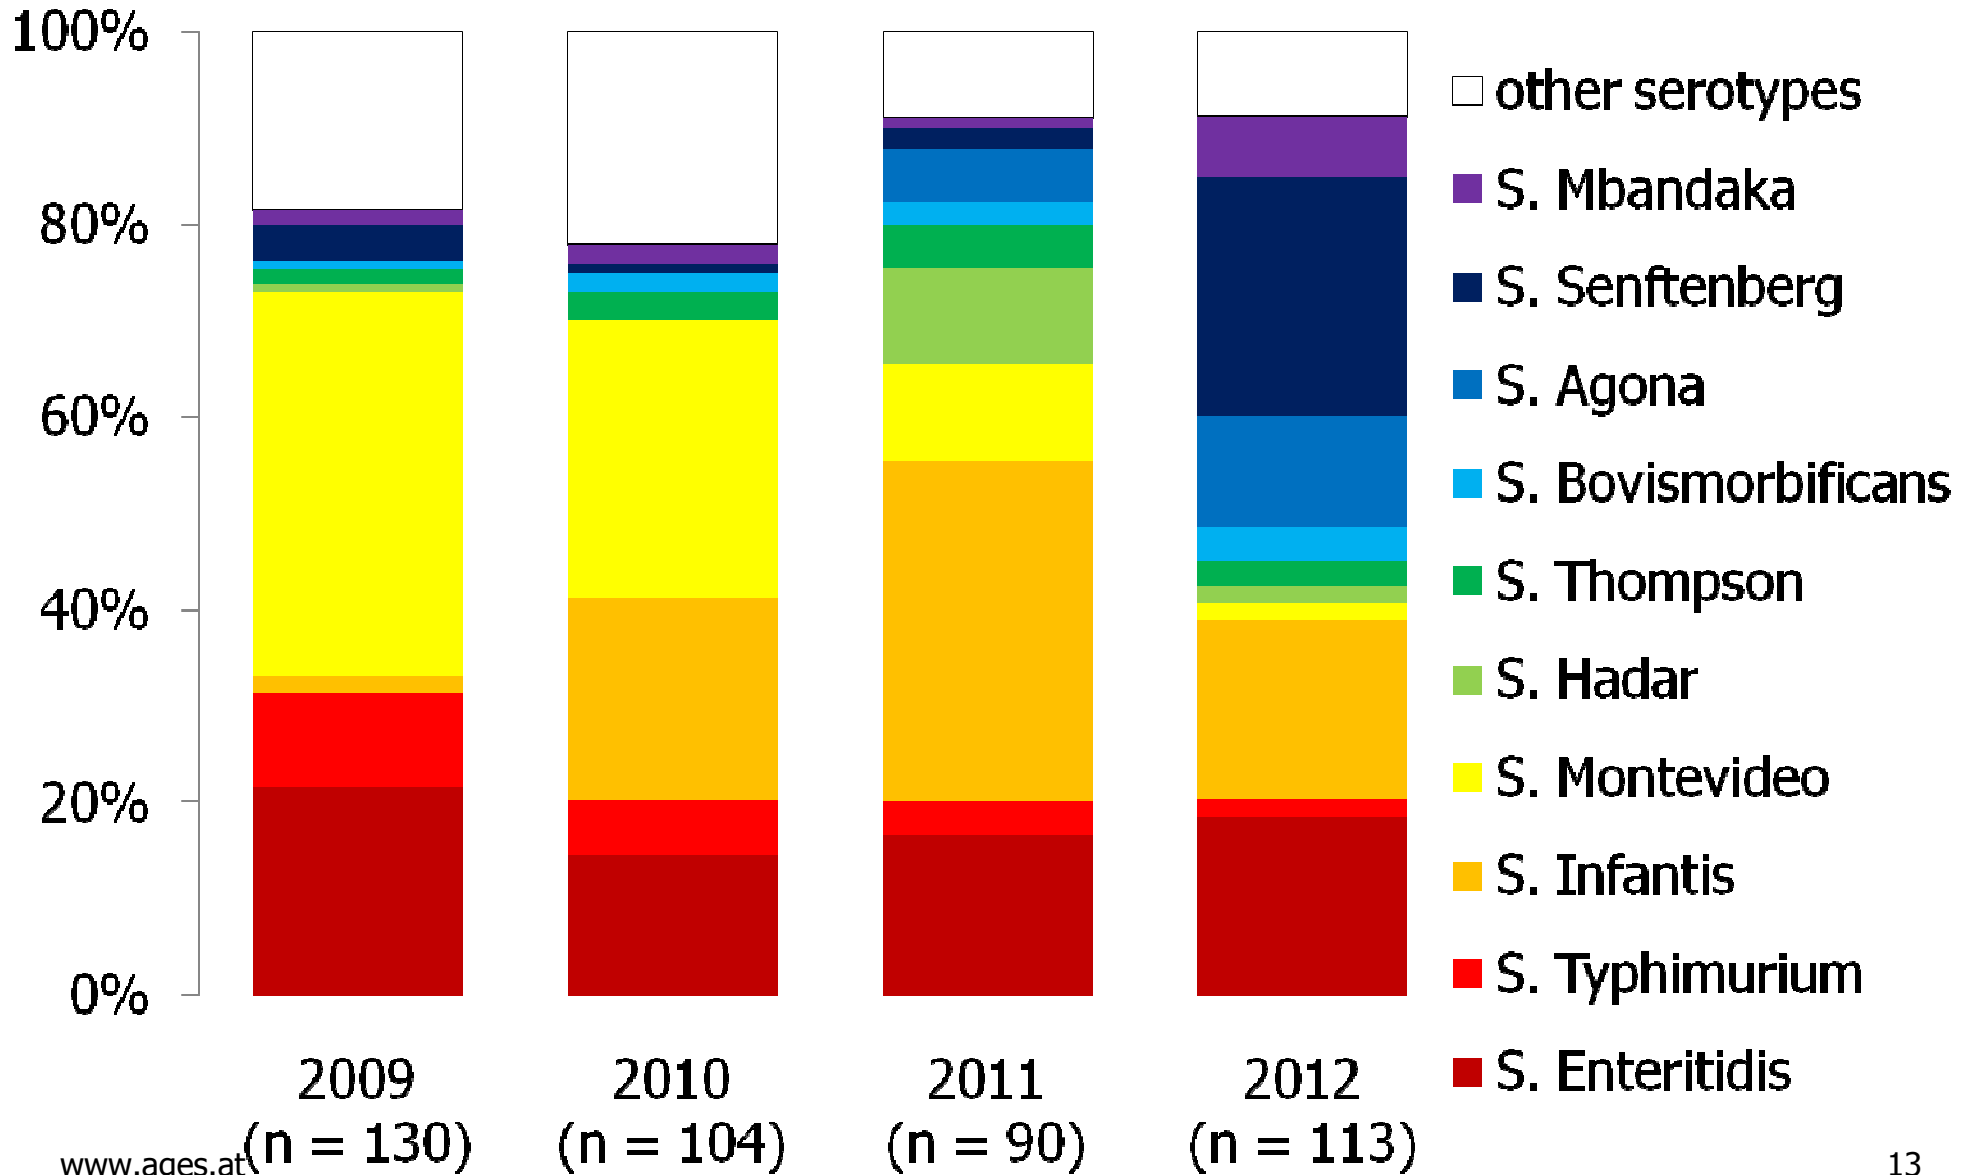 100%
80%
60%
40%
20%
0%
2009
(n = 130)
2010
(n = 104)
2011
(n = 90)
2012
(n = 113)
other serotypes
S. Mbandaka
S. Senftenberg
S. Agona
S. Bovismorbificans
S. Thompson
S. Hadar
S. Montevideo
S. Infantis
S. Typhimurium
S. Enteritidis
www.ages.at
13